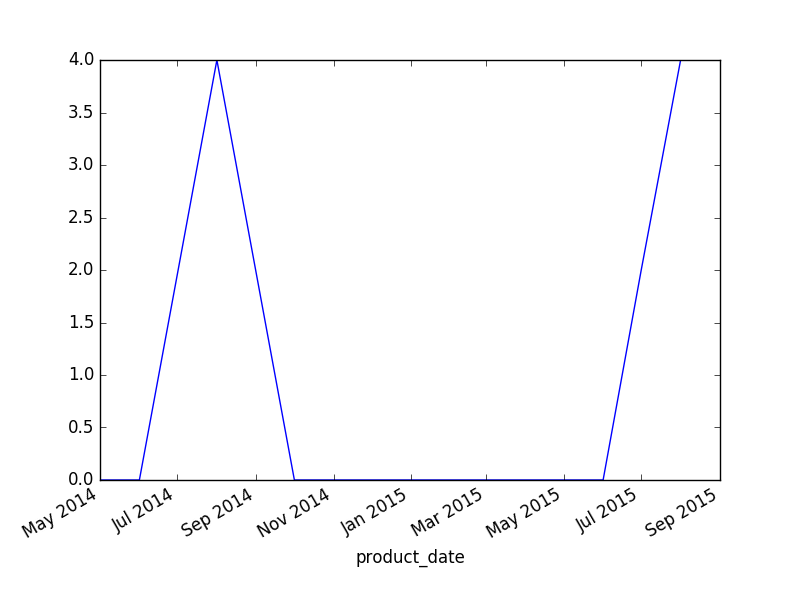 4.0
3.5
3.0
2.5
2.0
1.5
1.0
0.5
0.0
May 2014
Jul 2014
Sep 2014
Nov 2014
Jan 2015
Mar 2015
May 2015
Jul 2015
Sep 2015
product_date